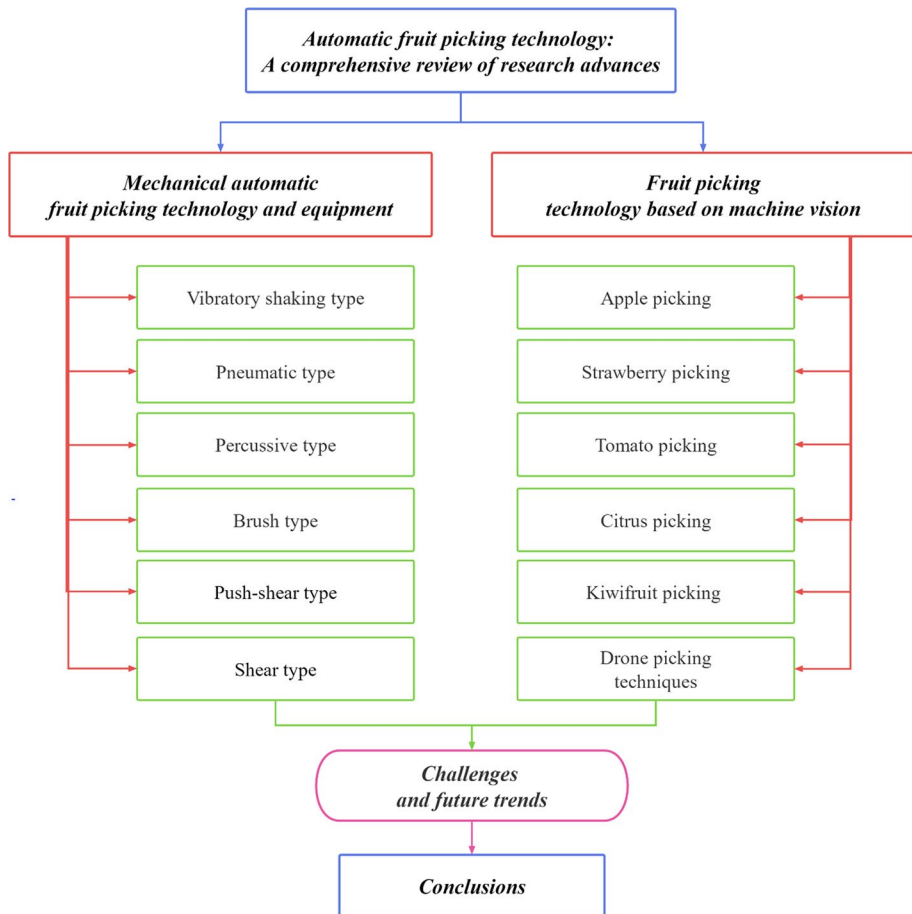 Automatic fruit picking technology:
A comprehensive review of research advances
Mechanical automatic
fruit picking technology and equipment
Fruit picking
technology based on machine vision
Vibratory shaking type
Pneumatic type
Percussive type
Brush type
Push-shear type
Shear type
Apple picking
Strawberry picking
Tomato picking
Citrus picking
Kiwifruit picking
Drone picking
techniques
Challenges
and future trends
Conclusions